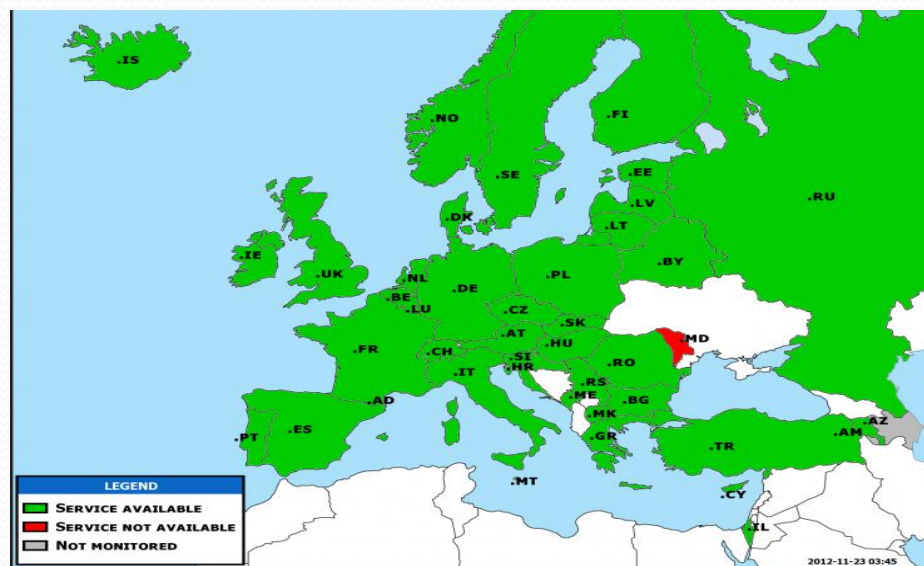 .IS
.NO
.FI
.SE
.EE
.RU
.LV
.DK
.LT
.IE
.BY
.UK
.NL
.PL
.DE
.BE
.LU
.CZ
.SK
.AT
.MD
.HU
.FR
.CH
.SI
.RO
.HR
.IT
.RS
.ME
.AD
.BG
.MK
.AZ
.ES
.AM
.PT
.GR
.TR
.MT
.CY
.IL
LEGEND
SERVICE AVAILABLE
SERVICE NOT AVAILABLE
NOT MONITORED
2012-11-23 03:45